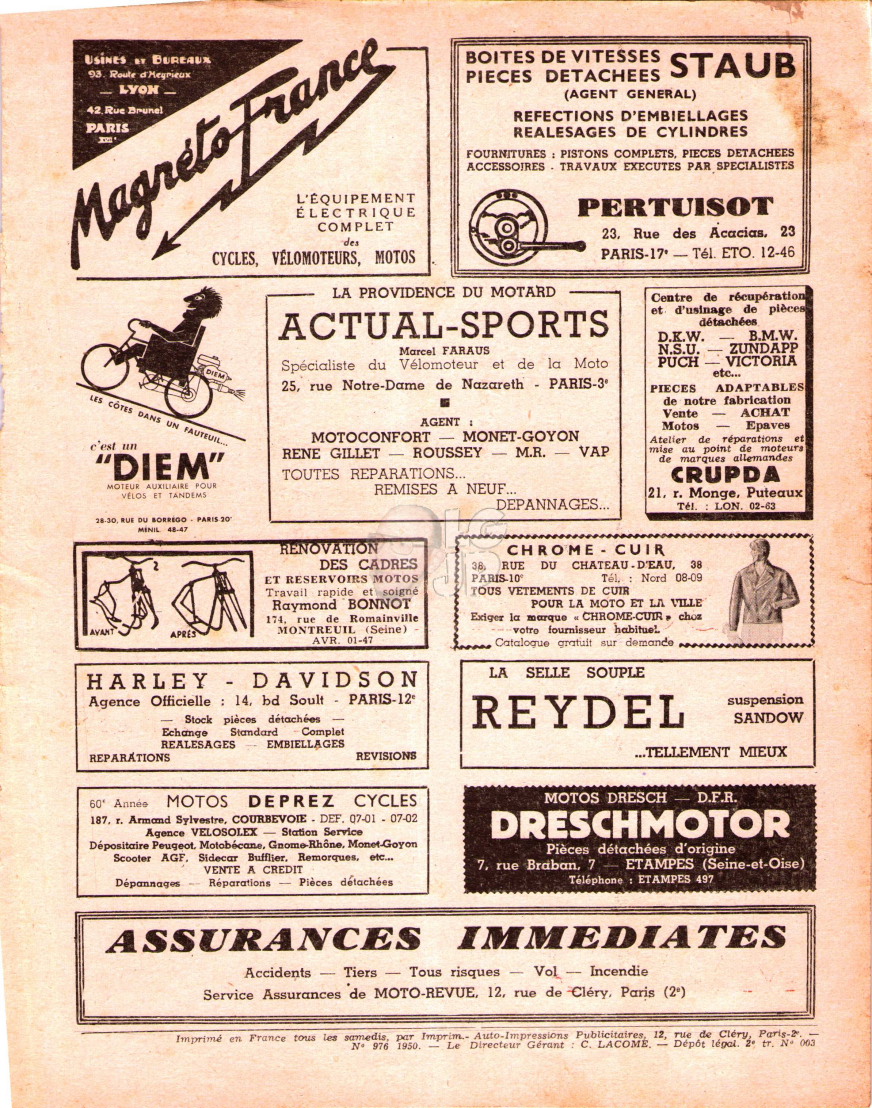 USINES ET BUREAUX
93, Route d'Heyrieux
— LYON —
42, Rue Brunel
PARIS
XVIIe
Magnéto France
L'ÉQUIPEMENT
ÉLECTRIQUE
COMPLET
des
CYCLES, VÉLOMOTEURS, MOTOS
BOITES DE VITESSES
PIECES DETACHEES STAUB
(AGENT GENERAL)
REFECTIONS D'EMBIELLAGES
REALESAGES DE CYLINDRES
FOURNITURES : PISTONS COMPLETS, PIECES DETACHEES
ACCESSOIRES - TRAVAUX EXECUTES PAR SPECIALISTES
PERTUISOT
23, Rue des Acacias, 23
PARIS-17e — Tél. ETO. 12-46
DIEM
LES CÔTES DANS UN FAUTEUIL...
c'est un
"DIEM"
MOTEUR AUXILIAIRE POUR
VÉLOS ET TANDEMS
28-30, RUE DU BORREGO - PARIS-20e
MÉNIL 48-47
LA PROVIDENCE DU MOTARD
ACTUAL-SPORTS
Marcel FARAUS
Spécialiste du Vélomoteur et de la Moto
25, rue Notre-Dame de Nazareth - PARIS-3e
AGENT :
MOTOCONFORT — MONET-GOYON
RENE GILLET — ROUSSEY — M.R. — VAP
TOUTES REPARATIONS...
REMISES A NEUF...
DEPANNAGES...
Centre de récupération
et d'usinage de pièces
détachées
D.K.W. — B.M.W.
N.S.U. — ZUNDAPP
PUCH — VICTORIA
etc...
PIECES ADAPTABLES
de notre fabrication
Vente — ACHAT
Motos — Epaves
Atelier de réparations et
mise au point de moteurs
de marques allemandes
CRUPDA
21, r. Monge, Puteaux
Tél. : LON. 02-63
AVANT
APRÉS
RENOVATION
DES CADRES
ET RESERVOIRS MOTOS
Travail rapide et soigné
Raymond BONNOT
174, rue de Romainville
MONTREUIL (Seine) -
AVR. 01-47
CHROME - CUIR
38, RUE DU CHATEAU-D'EAU, 38
PARIS-10e Tél. : Nord 08-09
TOUS VETEMENTS DE CUIR
POUR LA MOTO ET LA VILLE
Exiger la marque « CHROME-CUIR » chez
votre fournisseur habituel.
Catalogue gratuit sur demande
HARLEY - DAVIDSON
Agence Officielle : 14, bd Soult - PARIS-12e
— Stock pièces détachées —
Echange Standard Complet
REALESAGES — EMBIELLAGES
REPARATIONS REVISIONS
LA SELLE SOUPLE
REYDEL suspension
SANDOW
...TELLEMENT MIEUX
60e Année MOTOS DEPREZ CYCLES
187, r. Armand Sylvestre, COURBEVOIE - DEF. 07-01 - 07-02
Agence VELOSOLEX — Station Service
Dépositaire Peugeot, Motobécane, Gnome-Rhône, Monet-Goyon
Scooter AGF, Sidecar Bufflier, Remorques, etc...
VENTE A CREDIT
Dépannages — Réparations — Pièces détachées
MOTOS DRESCH — D.F.R.
DRESCHMOTOR
Pièces détachées d'origine
7, rue Braban, 7 — ETAMPES (Seine-et-Oise)
Téléphone : ETAMPES 497
ASSURANCES IMMEDIATES
Accidents — Tiers — Tous risques — Vol — Incendie
Service Assurances de MOTO-REVUE, 12, rue de Cléry, Paris (2e)
Imprimé en France tous les samedis, par Imprim.- Auto-Impressions Publicitaires, 12, rue de Cléry, Paris-2e. —
No 976 1950. — Le Directeur Gérant : C. LACOME. — Dépôt légal. 2e tr. No 003